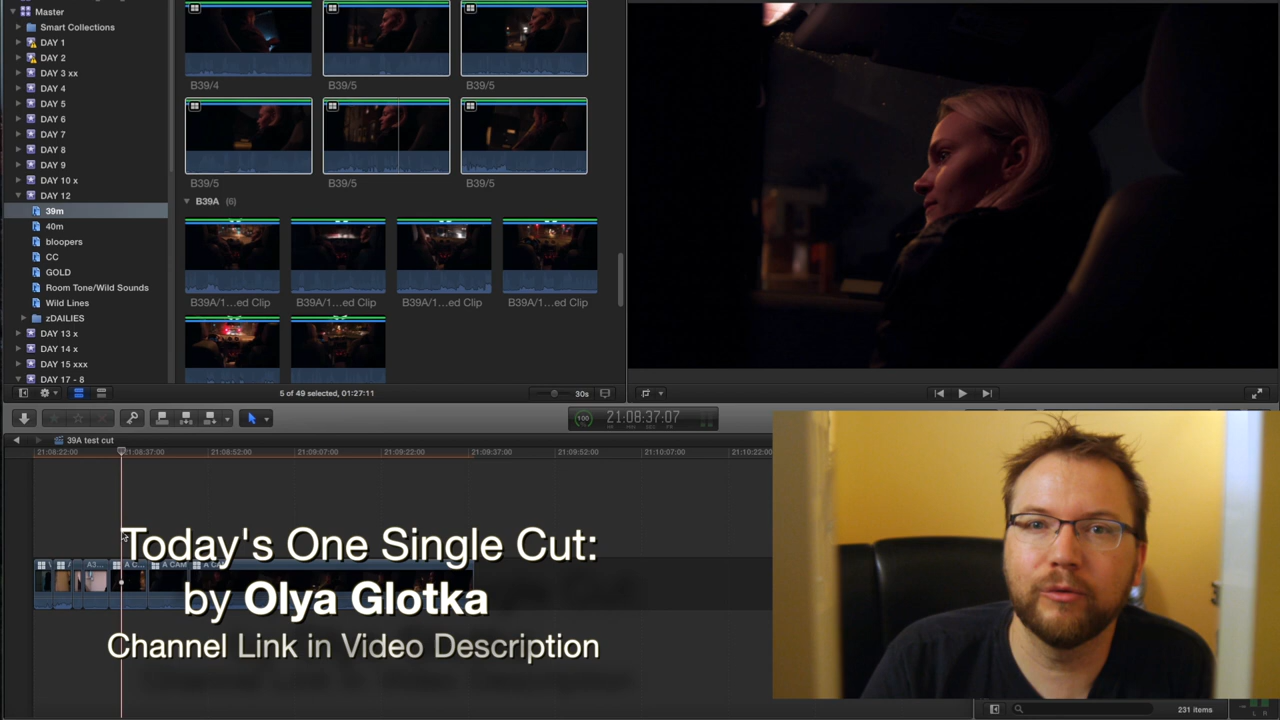 Master
Smart Collections
DAY 1
DAY 2
DAY 3 xx
DAY 4
DAY 5
DAY 6
DAY 7
DAY 8
DAY 9
DAY 10 x
DAY 12
39m
40m
bloopers
CC
GOLD
Room Tone/Wild Sounds
Wild Lines
zDAILIES
DAY 13 x
DAY 14 x
DAY 15 xxx
DAY 17 - 8
B39/4
B39/5
B39/5
B39/5
B39/5
B39/5
B39A (6)
B39A/1...ed Clip
B39A/1...ed Clip
B39A/1...ed Clip
B39A/1...ed Clip
5 of 49 selected, 01:27:11
30s
100
21:08:37:07
HR MIN SEC FR
39A test cut
21:08:22:00
21:08:37:00
21:08:52:00
21:09:07:00
21:09:22:00
21:09:37:00
21:09:52:00
21:10:07:00
21:10:22:00
A3...
A C...
A CAM
Today's One Single Cut:
by Olya Glotka
Channel Link in Video Description
231 items
L R